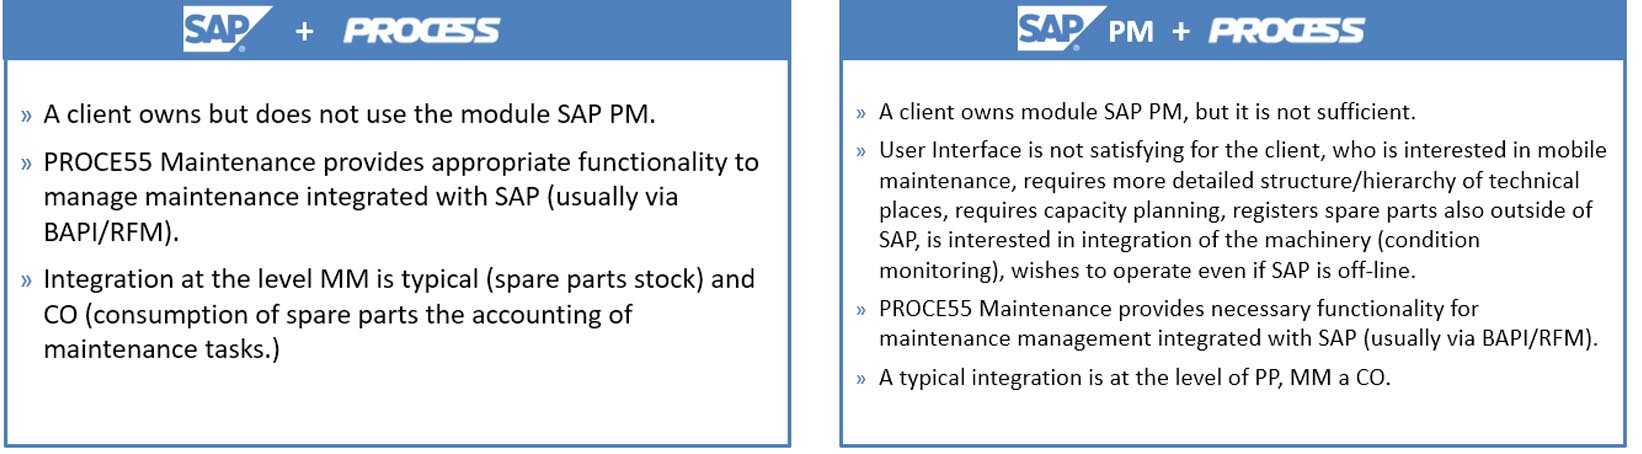 SAP ® + PROCE55
» A client owns but does not use the module SAP PM.
» PROCE55 Maintenance provides appropriate functionality to
manage maintenance integrated with SAP (usually via
BAPI/RFM).
» Integration at the level MM is typical (spare parts stock) and
CO (consumption of spare parts the accounting of
maintenance tasks.)
SAP ® PM + PROCE55
» A client owns module SAP PM, but it is not sufficient.
» User Interface is not satisfying for the client, who is interested in mobile
maintenance, requires more detailed structure/hierarchy of technical
places, requires capacity planning, registers spare parts also outside of
SAP, is interested in integration of the machinery (condition
monitoring), wishes to operate even if SAP is off-line.
» PROCE55 Maintenance provides necessary functionality for
maintenance management integrated with SAP (usually via BAPI/RFM).
» A typical integration is at the level of PP, MM a CO.